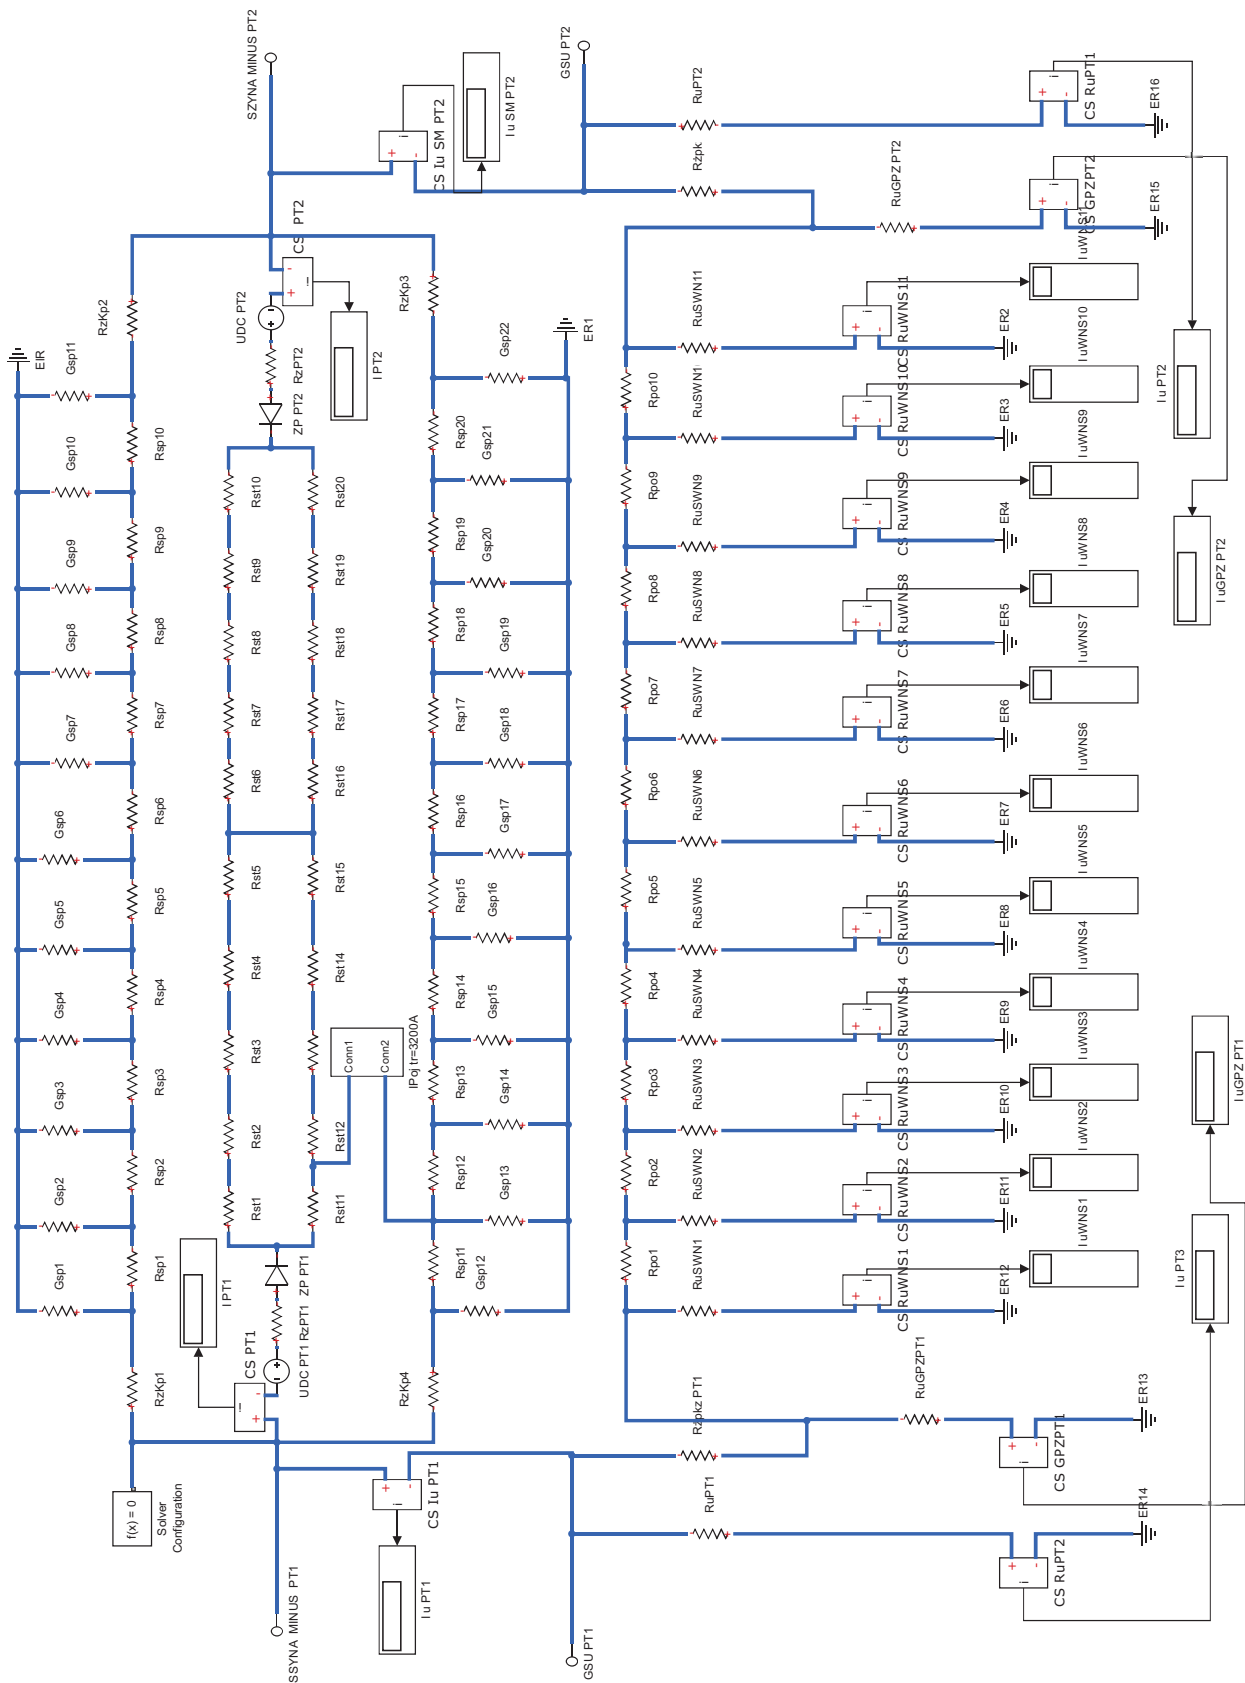 SZYNA MINUS PT2
GSU PT2
EIR
Gsp11
Gsp10
Gsp9
Gsp8
Gsp7
Gsp6
Gsp5
Gsp4
Gsp3
Gsp2
Gsp1
RzKp2
Rsp10
Rsp9
Rsp8
Rsp7
Rsp6
Rsp5
Rsp4
Rsp3
Rsp2
Rsp1
RzKp1
f(x) = 0
Solver
Configuration
UDC PT2
CS PT2
RzPT2
ZP PT2
I PT2
Rst10
Rst9
Rst8
Rst7
Rst6
Rst5
Rst4
Rst3
Rst2
Rst1
Rst20
Rst19
Rst18
Rst17
Rst16
Rst15
Rst14
Rst12
Rst11
Conn1
Conn2
IPoj tr=3200A
I PT1
CS PT1
UDC PT1
RzPT1
ZP PT1
SSYNA MINUS PT1
CS Iu SM PT2
I u SM PT2
RzKp3
Rsp20
Rsp19
Rsp18
Rsp17
Rsp16
Rsp15
Rsp14
Rsp13
Rsp12
Rsp11
RzKp4
Gsp22
Gsp21
Gsp20
Gsp19
Gsp18
Gsp17
Gsp16
Gsp15
Gsp14
Gsp13
Gsp12
ER1
CS Iu PT1
I u PT1
GSU PT1
RuPT2
Rżpk
RuGPZ PT2
CS RuPT1
ER16
CS GPZPT2
ER15
Rpo10
Rpo9
Rpo8
Rpo7
Rpo6
Rpo5
Rpo4
Rpo3
Rpo2
Rpo1
RuSWN11
RuSWN1
RuSWN9
RuSWN8
RuSWN7
RuSWN6
RuSWN5
RuSWN4
RuSWN3
RuSWN2
RuSWN1
Rżpkz PT1
RuPT1
RuGPZPT1
CS RuWNS11
CS RuWNS10
CS RuWNS9
CS RuWNS8
CS RuWNS7
CS RuWNS6
CS RuWNS5
CS RuWNS4
CS RuWNS3
CS RuWNS2
CS RuWNS1
ER2
ER3
ER4
ER5
ER6
ER7
ER8
ER9
ER10
ER11
ER12
I uWNS11
I uWNS10
I uWNS9
I uWNS8
I uWNS7
I uWNS6
I uWNS5
I uWNS4
I uWNS3
I uWNS2
I uWNS1
CS GPZPT1
ER13
CS RuPT2
ER14
I u PT2
I uGPZ PT2
I uGPZ PT1
I u PT3